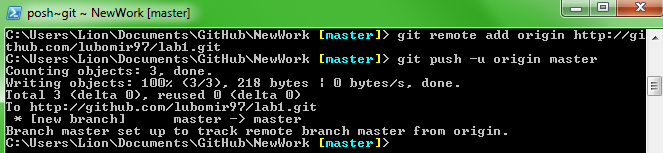 posh~git ~ NewWork [master]
C:\Users\Lion\Documents\GitHub\NewWork [master]> git remote add origin http://gi
thub.com/lubomir97/lab1.git
C:\Users\Lion\Documents\GitHub\NewWork [master]> git push -u origin master
Counting objects: 3, done.
Writing objects: 100% (3/3), 218 bytes | 0 bytes/s, done.
Total 3 (delta 0), reused 0 (delta 0)
To http://github.com/lubomir97/lab1.git
 * [new branch]      master -> master
Branch master set up to track remote branch master from origin.
C:\Users\Lion\Documents\GitHub\NewWork [master]>